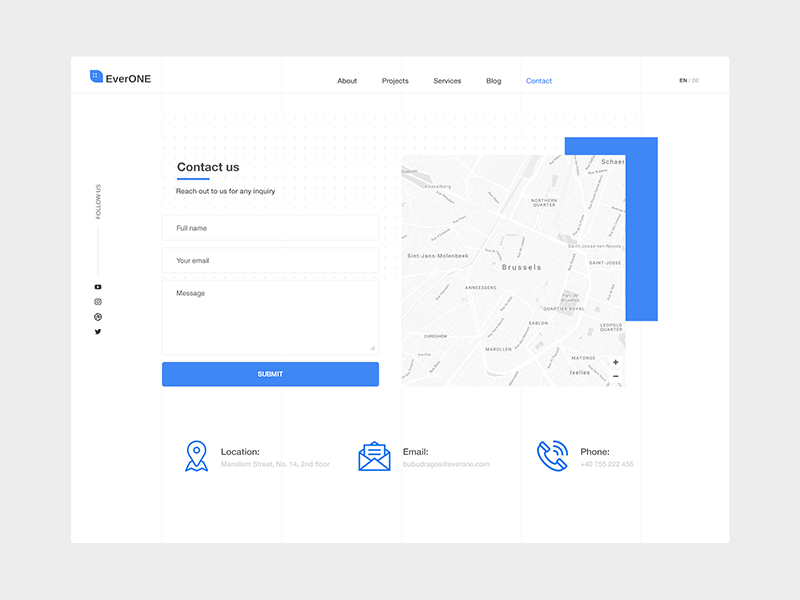 EverONE
About Projects Services Blog Contact
EN / DE
FOLLOW US
Contact us
Reach out to us for any inquiry
Full name
Your email
Message
SUBMIT
Schaer
Koekelberg
NORTHERN
QUARTER
Saint-Josse-ten-Noode
Sint-Jans-Molenbeek
SAINT-JOSSE
Brussels
ANNEESSENS
Parc de
Bruxelles
QUARTIER ROYAL
SABLON
LEOPOLD
QUARTER
CUREGHEM
MAROLLEN
MATONGE
Ixelles
+
−
Location:
Marollem Street, No. 14, 2nd floor
Email:
bubudragos@everone.com
Phone:
+40 755 222 456